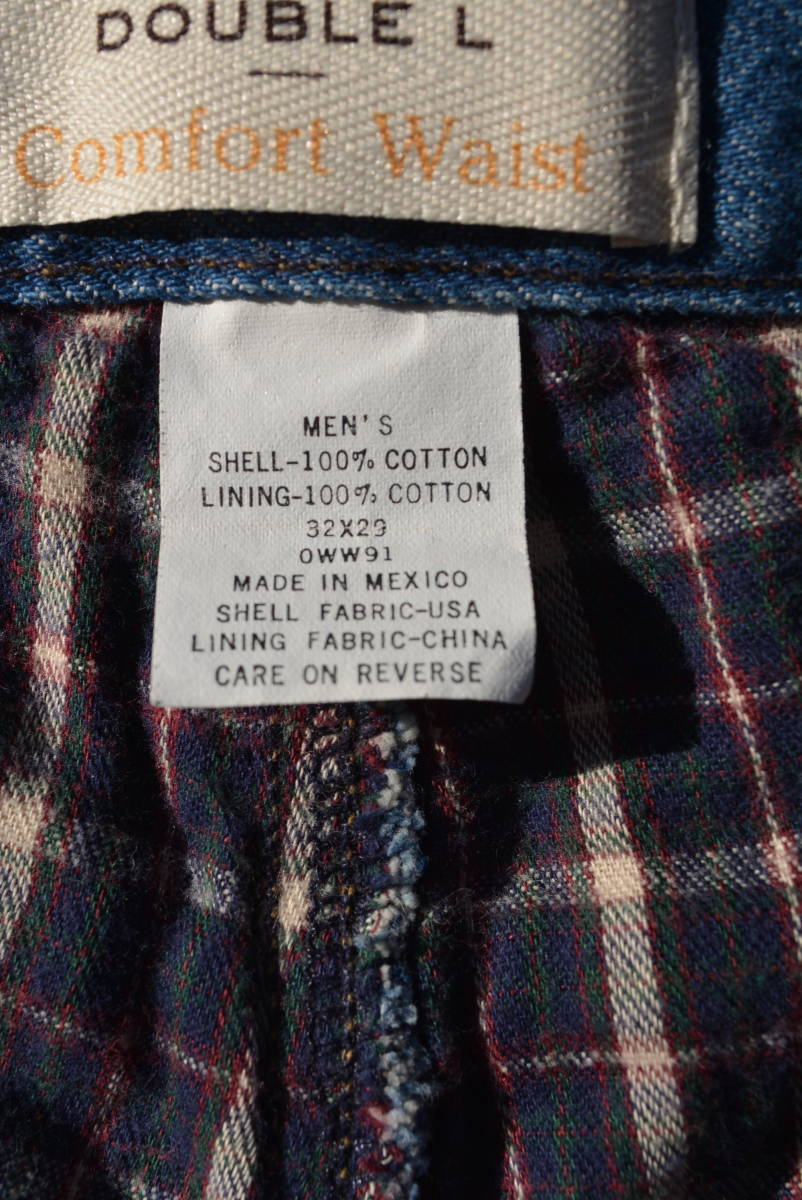 DOUBLE L
Comfort Waist
MEN'S
SHELL-100% COTTON
LINING-100% COTTON
32X29
0WW91
MADE IN MEXICO
SHELL FABRIC-USA
LINING FABRIC-CHINA
CARE ON REVERSE